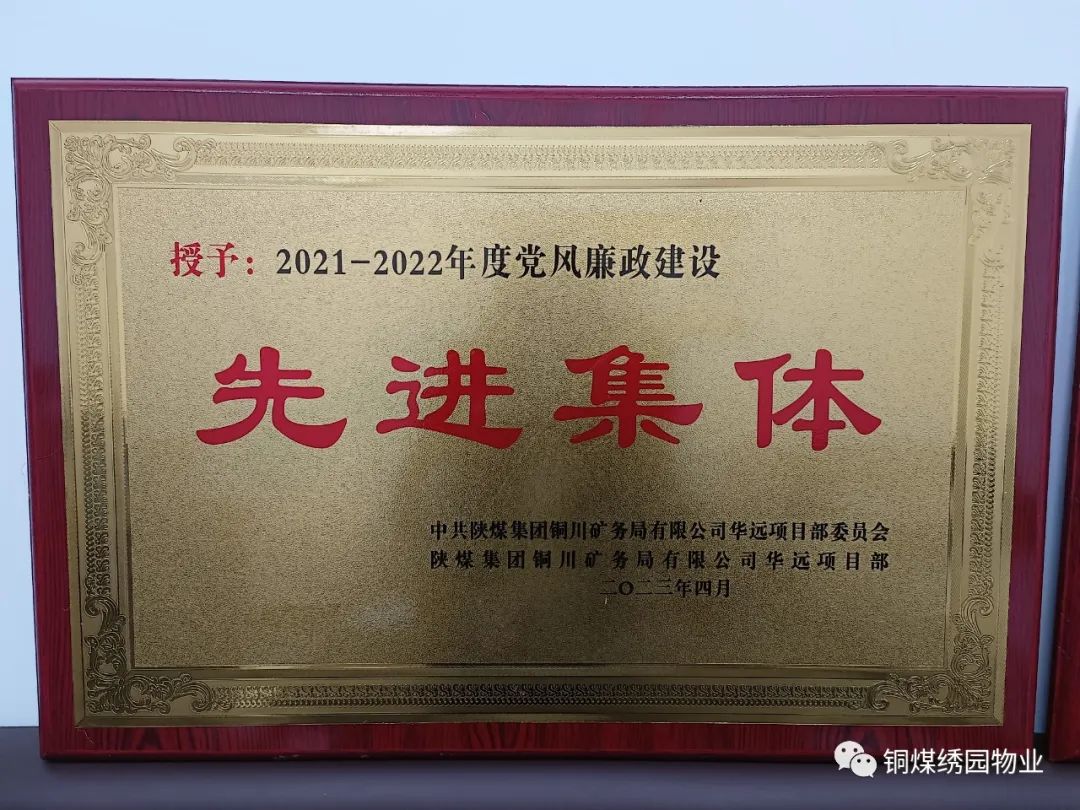 授予：2021-2022年度党风廉政建设
先进集体
中共陕煤集团铜川矿务局有限公司华远项目部委员会
陕煤集团铜川矿务局有限公司华远项目部
二〇二三年四月
铜煤绣园物业